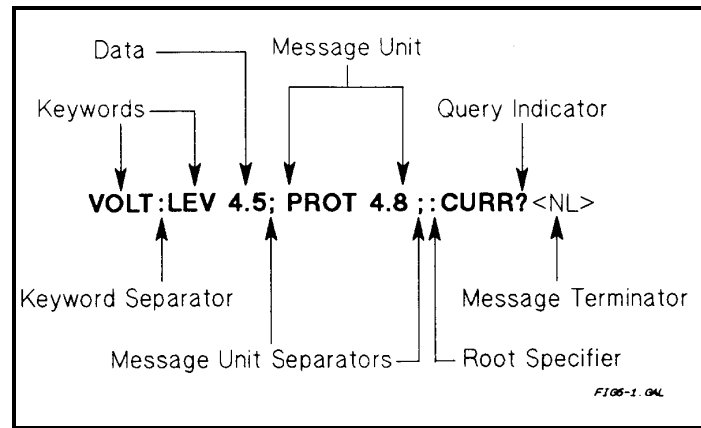 Data
Message Unit
Keywords
Query Indicator
VOLT:LEV 4.5; PROT 4.8 ;:CURR?<NL>
Keyword Separator
Message Terminator
Message Unit Separators
Root Specifier
FIG6-1.GAL